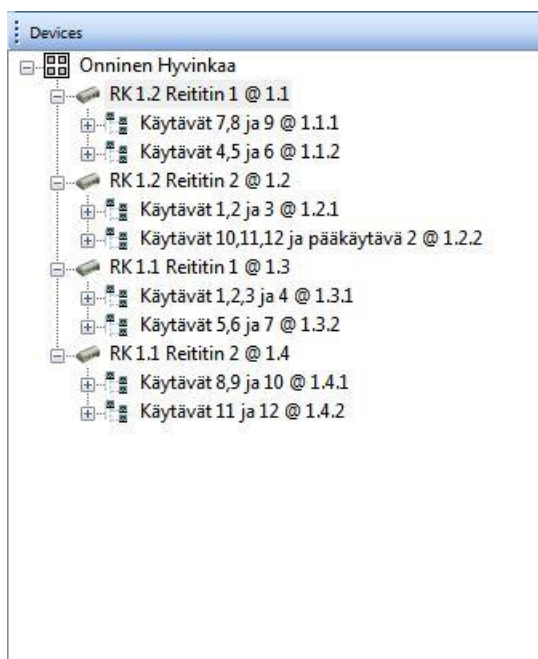 Devices
Onninen Hyvinkaa
RK 1.2 Reititin 1 @ 1.1
Käytävät 7,8 ja 9 @ 1.1.1
Käytävät 4,5 ja 6 @ 1.1.2
RK 1.2 Reititin 2 @ 1.2
Käytävät 1,2 ja 3 @ 1.2.1
Käytävät 10,11,12 ja pääkäytävä 2 @ 1.2.2
RK 1.1 Reititin 1 @ 1.3
Käytävät 1,2,3 ja 4 @ 1.3.1
Käytävät 5,6 ja 7 @ 1.3.2
RK 1.1 Reititin 2 @ 1.4
Käytävät 8,9 ja 10 @ 1.4.1
Käytävät 11 ja 12 @ 1.4.2